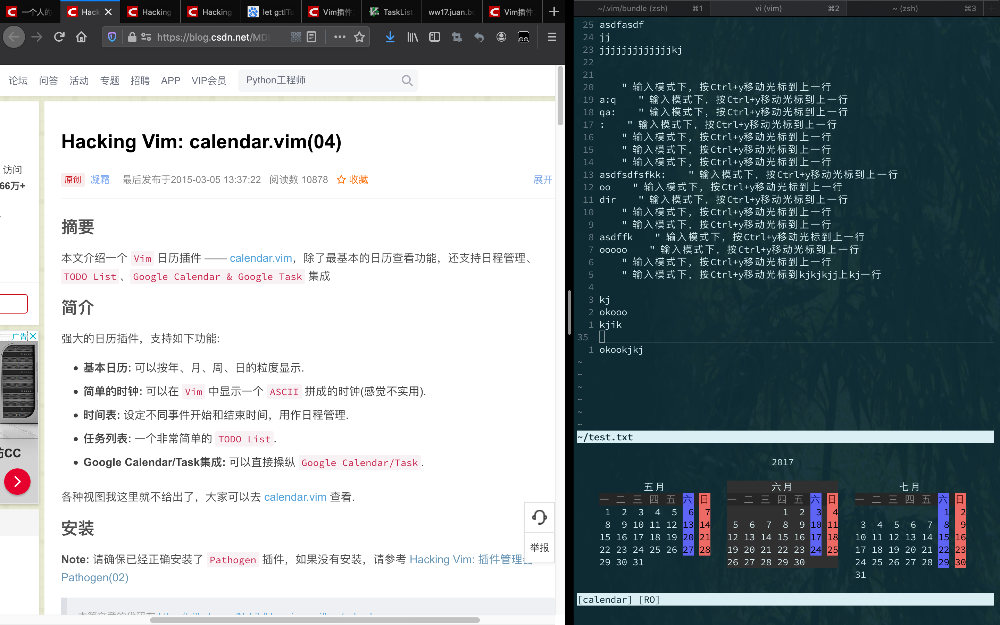 一个人的
Hack
Hacking
Hacking
let g:tlTo
Vim插件
TaskList
ww17.juan.bo
Vim插件
https://blog.csdn.net/MDL
论坛 问答 活动 专题 招聘 APP VIP会员 Python工程师
访问
66万+
广告
CC
Hacking Vim: calendar.vim(04)
原创 凝霜 最后发布于2015-03-05 13:37:22 阅读数 10878 收藏 展开
摘要
本文介绍一个 Vim 日历插件 —— calendar.vim，除了最基本的日历查看功能，还支持日程管理、
TODO List 、 Google Calendar & Google Task 集成
简介
强大的日历插件，支持如下功能:
基本日历: 可以按年、月、周、日的粒度显示.
简单的时钟: 可以在 Vim 中显示一个 ASCII 拼成的时钟(感觉不实用).
时间表: 设定不同事件开始和结束时间，用作日程管理.
任务列表: 一个非常简单的 TODO List .
Google Calendar/Task集成: 可以直接操纵 Google Calendar/Task .
各种视图我这里就不给出了，大家可以去 calendar.vim 查看.
安装
举报
Note: 请确保已经正确安装了 Pathogen 插件，如果没有安装，请参考 Hacking Vim: 插件管理器
Pathogen(02)
~/.vim/bundle (zsh) ⌘1 vi (vim) ⌘2 ~ (zsh) ⌘3
25 asdfasdf
24 jj
23 jjjjjjjjjjjjjkj
22
21
20 " 输入模式下，按Ctrl+y移动光标到上一行
19 a:q " 输入模式下，按Ctrl+y移动光标到上一行
18 qa: " 输入模式下，按Ctrl+y移动光标到上一行
17 : " 输入模式下，按Ctrl+y移动光标到上一行
16 " 输入模式下，按Ctrl+y移动光标到上一行
15 " 输入模式下，按Ctrl+y移动光标到上一行
14 " 输入模式下，按Ctrl+y移动光标到上一行
13 asdfsdfsfkk: " 输入模式下，按Ctrl+y移动光标到上一行
12 oo " 输入模式下，按Ctrl+y移动光标到上一行
11 dir " 输入模式下，按Ctrl+y移动光标到上一行
10 " 输入模式下，按Ctrl+y移动光标到上一行
9 " 输入模式下，按Ctrl+y移动光标到上一行
8 asdffk " 输入模式下，按Ctrl+y移动光标到上一行
7 ooooo " 输入模式下，按Ctrl+y移动光标到上一行
6 " 输入模式下，按Ctrl+y移动光标到上一行
5 " 输入模式下，按Ctrl+y移动光标到kjkjkjj上kj一行
4
3 kj
2 okooo
1 kjik
35
1 okookjkj
~
~
~
~
~
~
~/test.txt
2017
五月 六月 七月
一 二 三 四 五 六 日 一 二 三 四 五 六 日 一 二 三 四 五 六 日
1 2 3 4 5 6 7 1 2 3 4 1 2
8 9 10 11 12 13 14 5 6 7 8 9 10 11 3 4 5 6 7 8 9
15 16 17 18 19 20 21 12 13 14 15 16 17 18 10 11 12 13 14 15 16
22 23 24 25 26 27 28 19 20 21 22 23 24 25 17 18 19 20 21 22 23
29 30 31 26 27 28 29 30 24 25 26 27 28 29 30
31
[calendar] [RO]